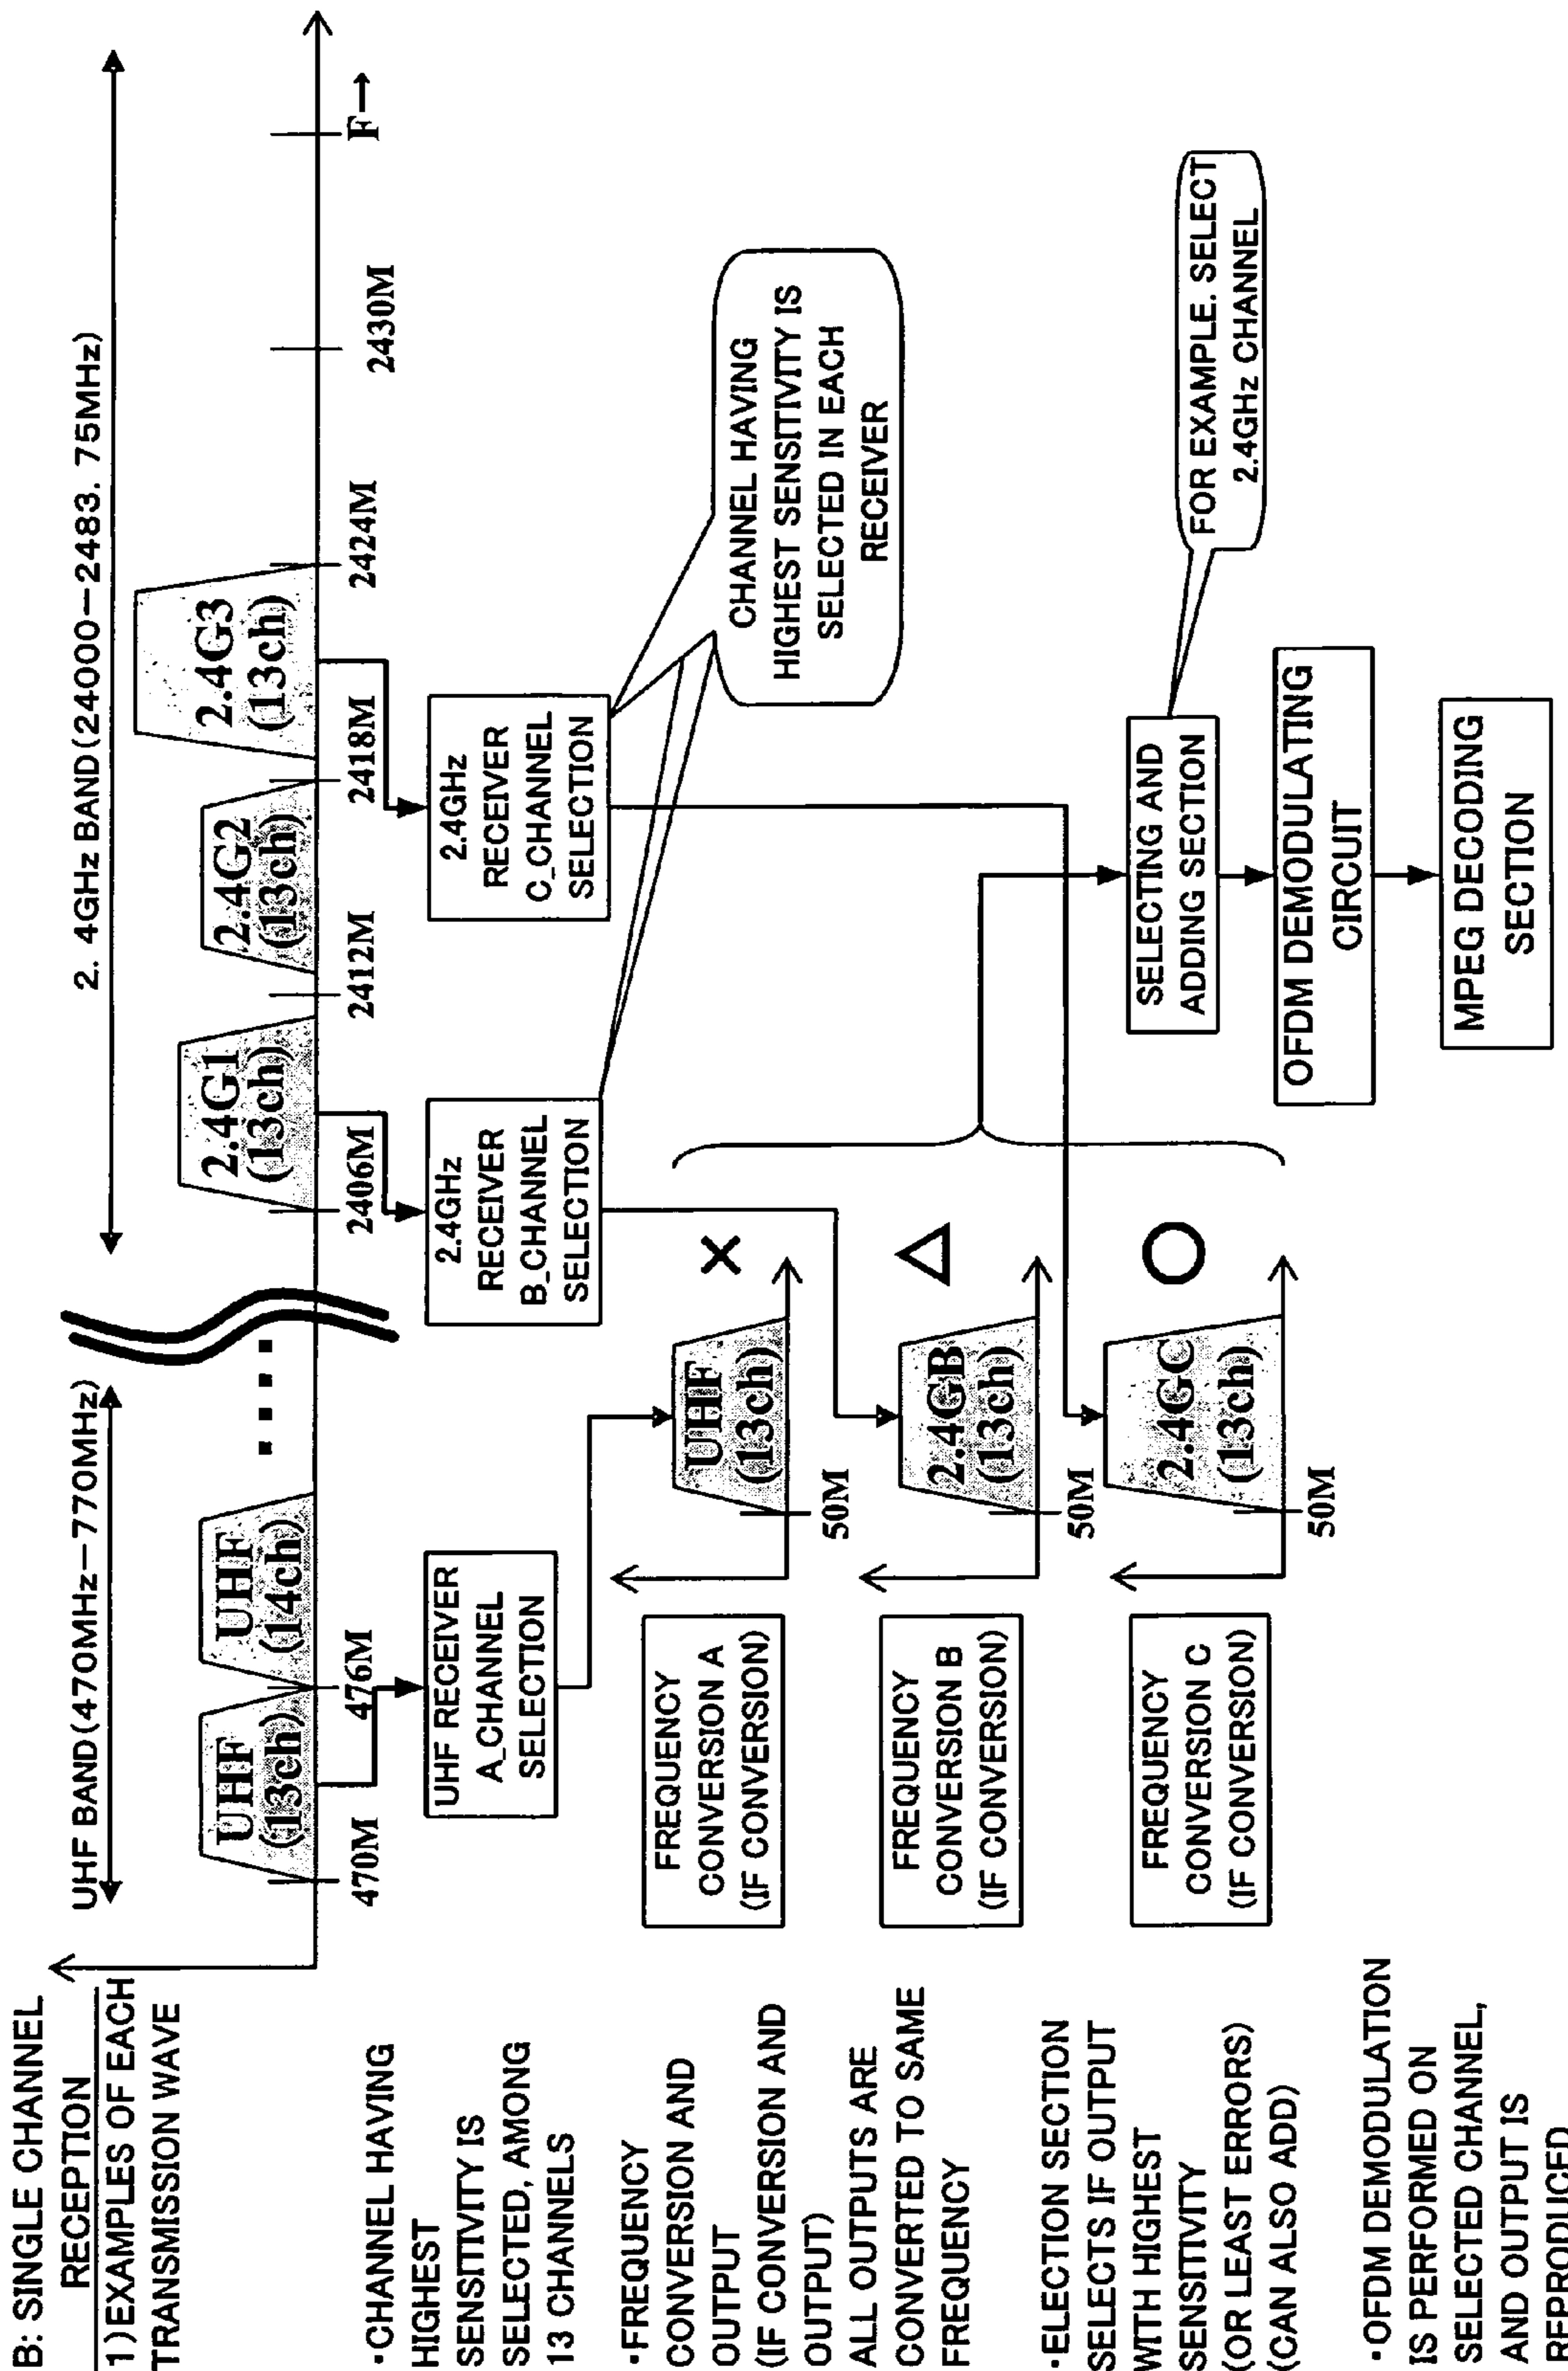 B: SINGLE CHANNEL
RECEPTION
1)EXAMPLES OF EACH
TRANSMISSION WAVE
UHF BAND(470MHz−770MHz)
2. 4GHz BAND(24000−2483. 75MHz)
UHF
(13ch)
UHF
(14ch)
2.4G1
(13ch)
2.4G2
(13ch)
2.4G3
(13ch)
470M
476M
2406M
2412M
2418M
2424M
2430M
F→
・CHANNEL HAVING
HIGHEST
SENSITIVITY IS
SELECTED, AMONG
13 CHANNELS
UHF RECEIVER
A_CHANNEL
SELECTION
2.4GHz
RECEIVER
B_CHANNEL
SELECTION
2.4GHz
RECEIVER
C_CHANNEL
SELECTION
CHANNEL HAVING
HIGHEST SENSITIVITY IS
SELECTED IN EACH
RECEIVER
・FREQUENCY
CONVERSION AND
OUTPUT
(IF CONVERSION AND
OUTPUT)
ALL OUTPUTS ARE
CONVERTED TO SAME
FREQUENCY
FREQUENCY
CONVERSION A
(IF CONVERSION)
UHF
(13ch)
50M
×
FREQUENCY
CONVERSION B
(IF CONVERSION)
2.4GB
(13ch)
50M
△
FREQUENCY
CONVERSION C
(IF CONVERSION)
2.4GC
(13ch)
50M
○
・ELECTION SECTION
SELECTS IF OUTPUT
WITH HIGHEST
SENSITIVITY
(OR LEAST ERRORS)
(CAN ALSO ADD)
SELECTING AND
ADDING SECTION
FOR EXAMPLE. SELECT
2.4GHz CHANNEL
・OFDM DEMODULATION
IS PERFORMED ON
SELECTED CHANNEL,
AND OUTPUT IS
REPRODUCED
OFDM DEMODULATING
CIRCUIT
MPEG DECODING
SECTION